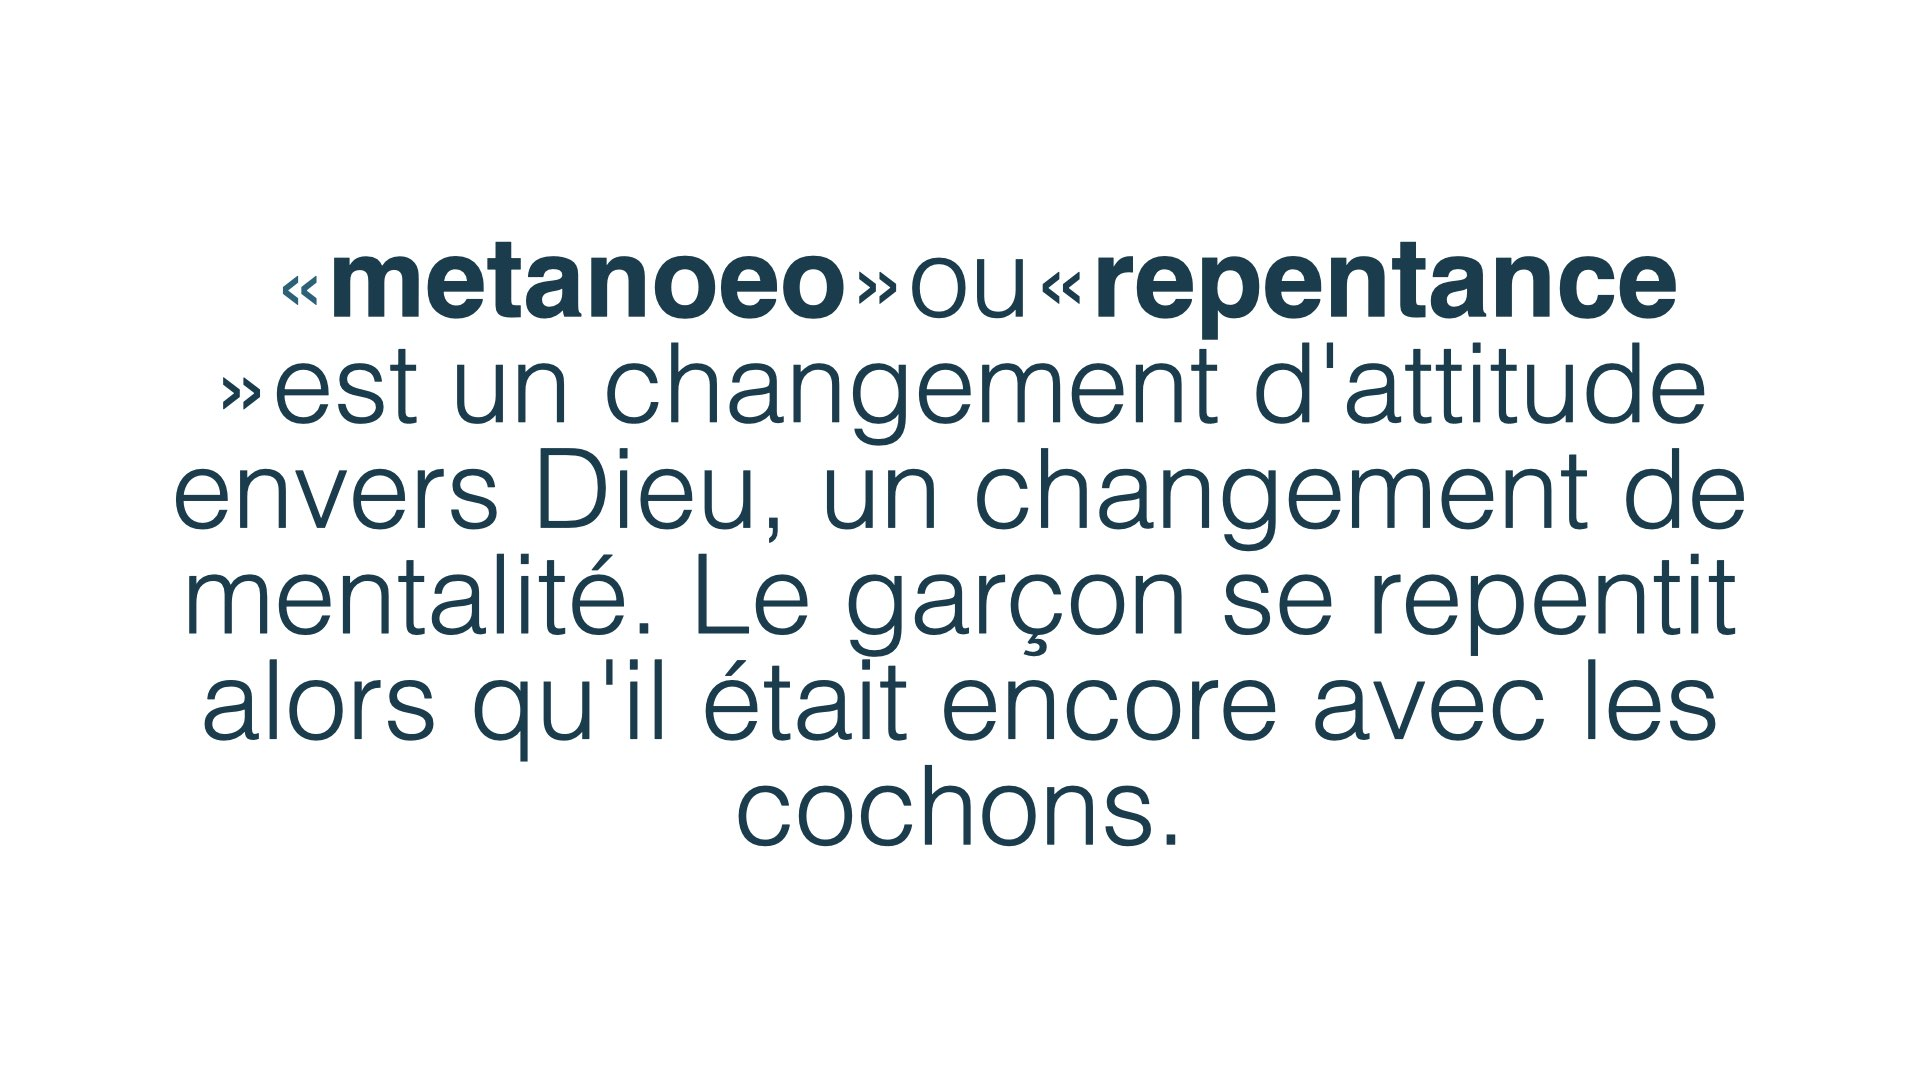 «metanoeo»ou«repentance
»est un changement d'attitude
envers Dieu, un changement de
mentalité. Le garçon se repentit
alors qu'il était encore avec les
cochons.